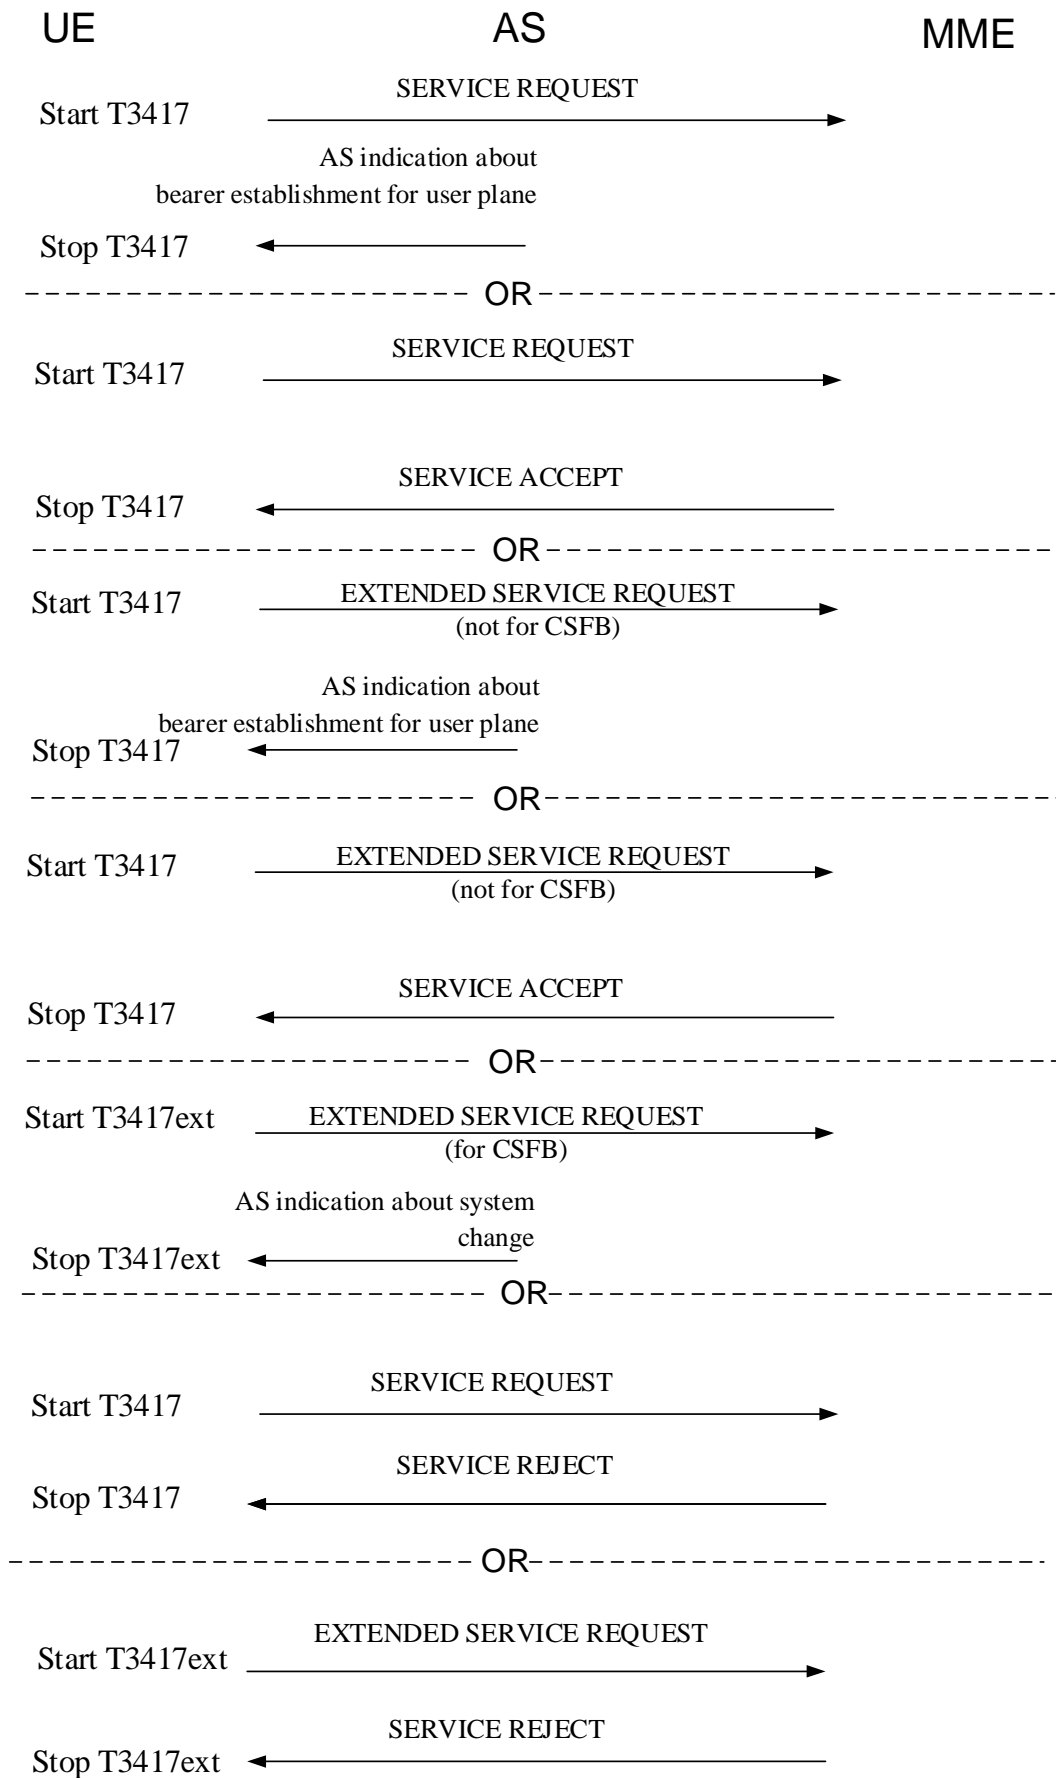 UE AS MME
SERVICE REQUEST
Start T3417
AS indication about
bearer establishment for user plane
Stop T3417
OR
SERVICE REQUEST
Start T3417
SERVICE ACCEPT
Stop T3417
OR
EXTENDED SERVICE REQUEST
Start T3417
(not for CSFB)
AS indication about
bearer establishment for user plane
Stop T3417
OR
EXTENDED SERVICE REQUEST
Start T3417
(not for CSFB)
SERVICE ACCEPT
Stop T3417
OR
Start T3417ext EXTENDED SERVICE REQUEST
(for CSFB)
AS indication about system
change
Stop T3417ext
OR
SERVICE REQUEST
Start T3417
SERVICE REJECT
Stop T3417
OR
EXTENDED SERVICE REQUEST
Start T3417ext
SERVICE REJECT
Stop T3417ext